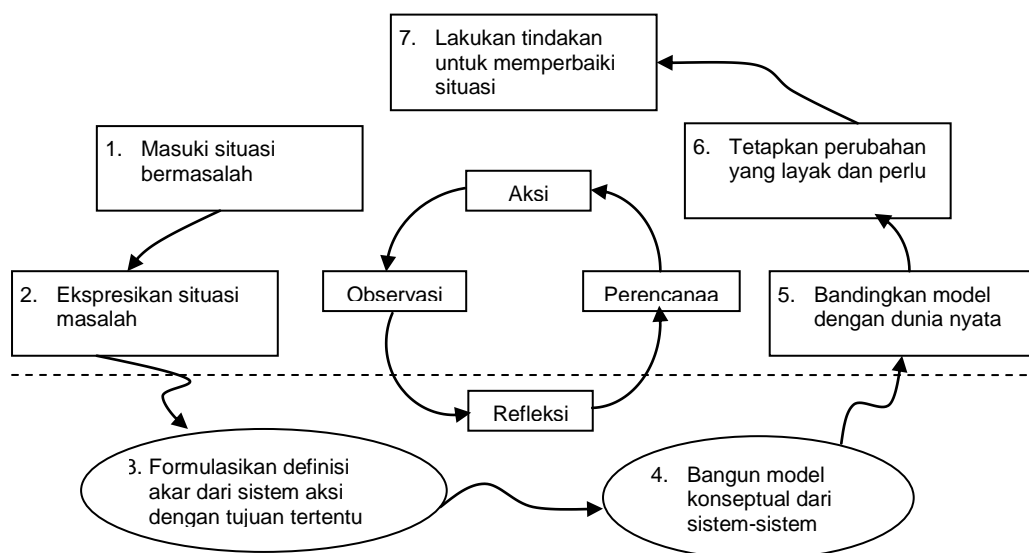 7. Lakukan tindakan
untuk memperbaiki
situasi
1. Masuki situasi
bermasalah
6. Tetapkan perubahan
yang layak dan perlu
Aksi
2. Ekspresikan situasi
masalah
Observasi
Perencanaa
5. Bandingkan model
dengan dunia nyata
Refleksi
3. Formulasikan definisi
akar dari sistem aksi
dengan tujuan tertentu
4. Bangun model
konseptual dari
sistem-sistem